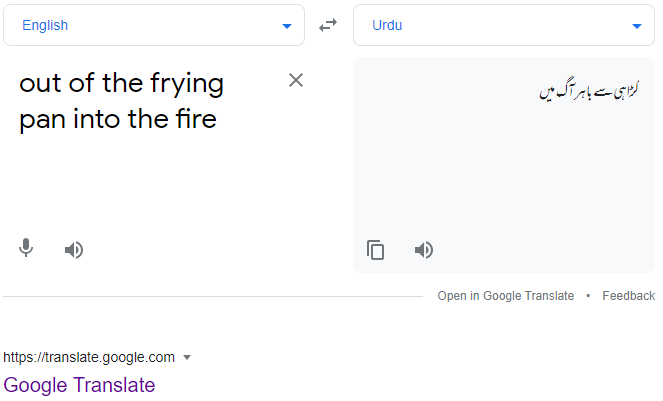 English
Urdu
out of the frying
pan into the fire
کڑاہی سے باہر آگ میں
Open in Google Translate • Feedback
https://translate.google.com
Google Translate